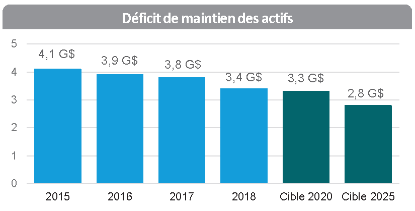 Déficit de maintien des actifs
5
4,1 G$
3,9 G$
3,8 G$
3,4 G$
3,3 G$
2,8 G$
4
3
2
1
0
2015
2016
2017
2018
Cible 2020
Cible 2025